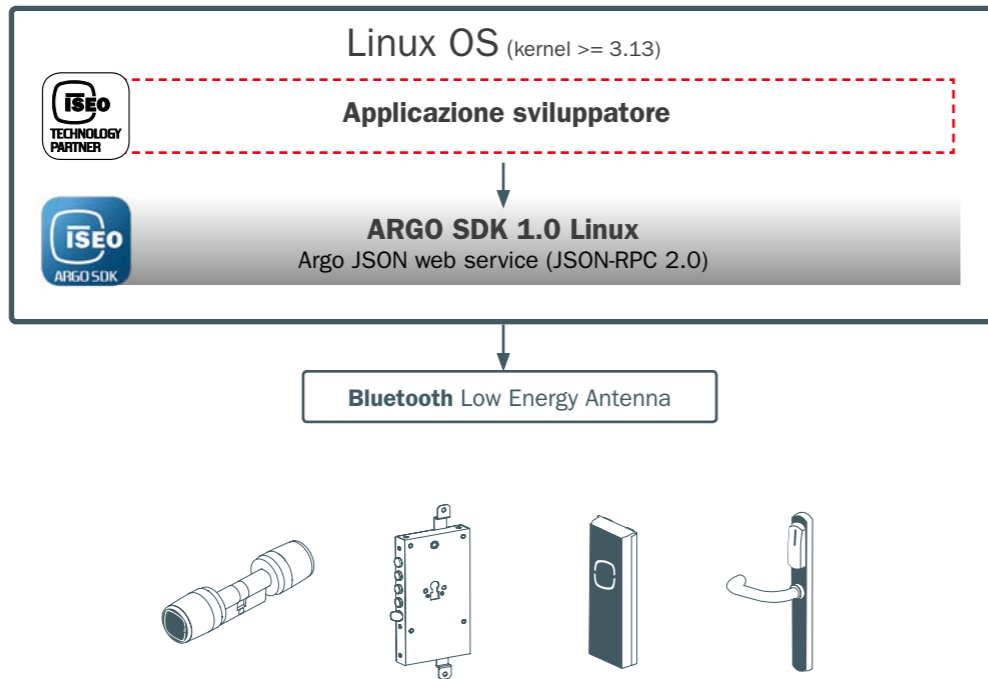 Linux OS (kernel >= 3.13)
ISEO
TECHNOLOGY
PARTNER
Applicazione sviluppatore
ISEO
ARGO SDK
ARGO SDK 1.0 Linux
Argo JSON web service (JSON-RPC 2.0)
Bluetooth Low Energy Antenna